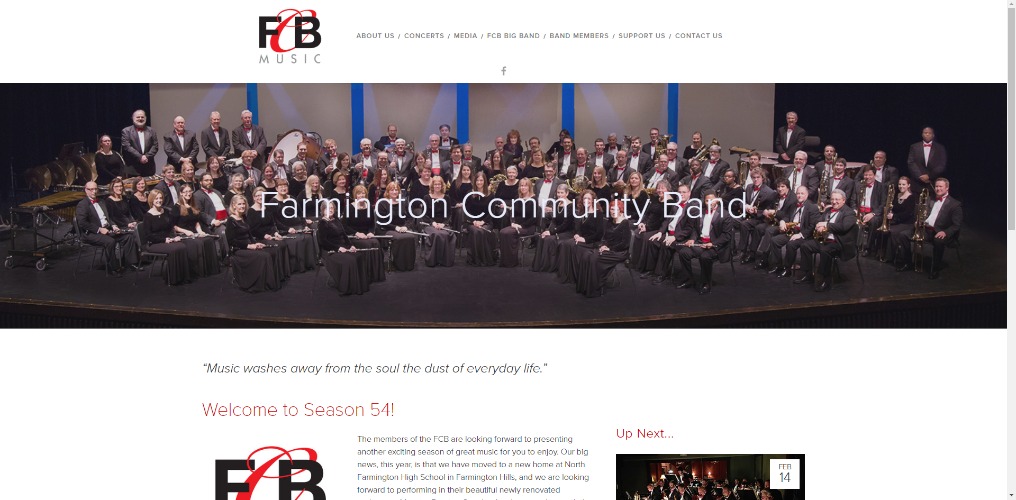 FCB
MUSIC
ABOUT US / CONCERTS / MEDIA / FCB BIG BAND / BAND MEMBERS / SUPPORT US / CONTACT US
Farmington Community Band
“Music washes away from the soul the dust of everyday life.”
Welcome to Season 54!
FCB
The members of the FCB are looking forward to presenting
another exciting season of great music for you to enjoy. Our big
news, this year, is that we have moved to a new home at North
Farmington High School in Farmington Hills, and we are looking
forward to performing in their beautiful newly renovated
Up Next...
FEB
14